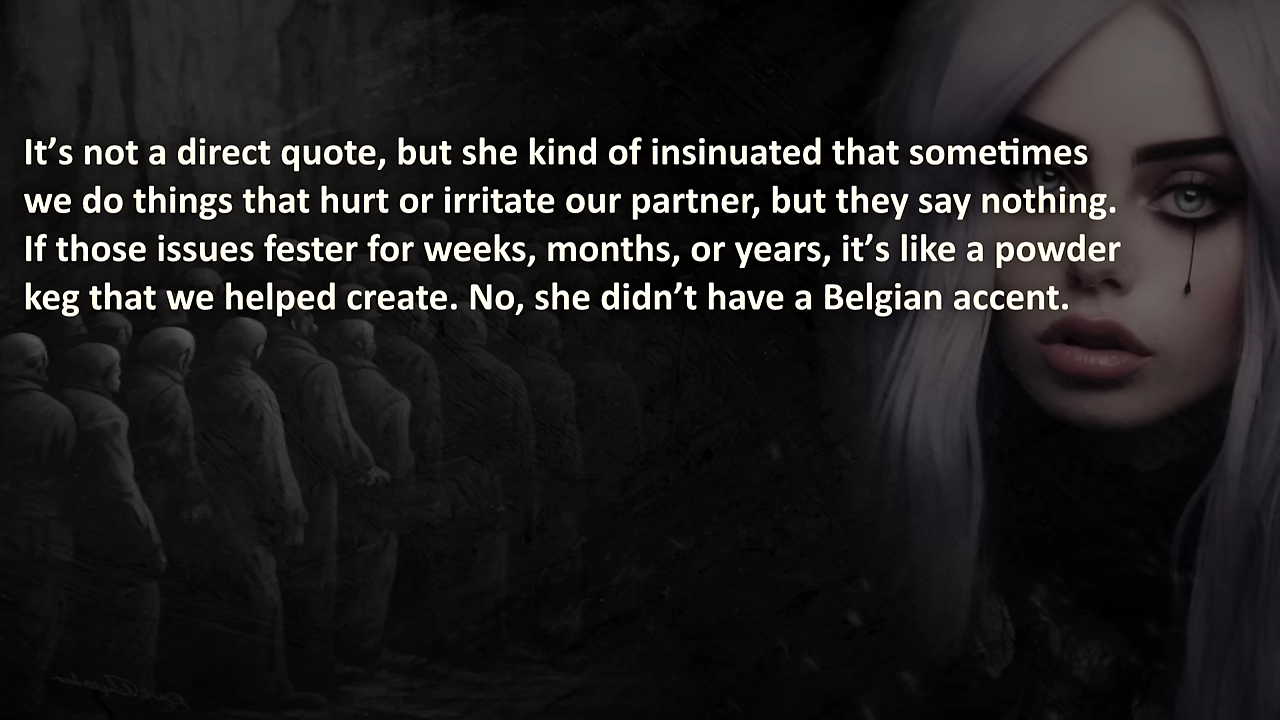 It’s not a direct quote, but she kind of insinuated that sometimes
we do things that hurt or irritate our partner, but they say nothing.
If those issues fester for weeks, months, or years, it’s like a powder
keg that we helped create. No, she didn’t have a Belgian accent.